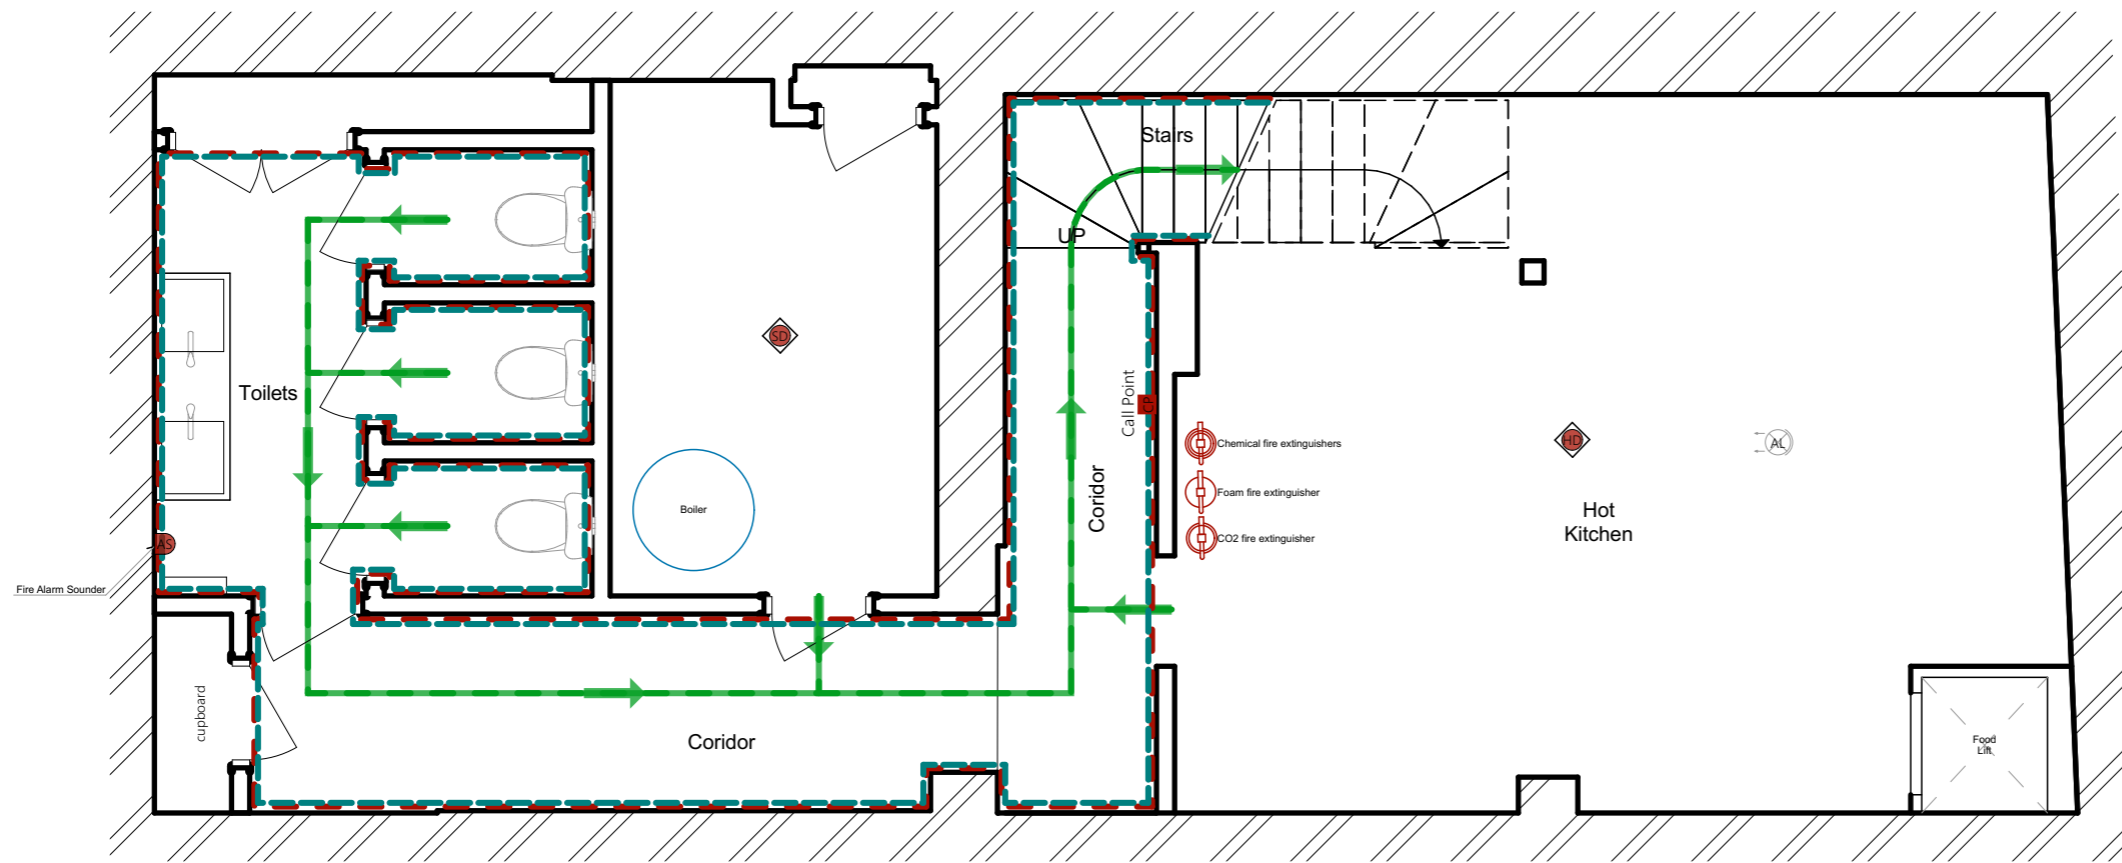 Stairs
UP
SD
Toilets
Call Point
CP
Chemical fire extinguishers
HD
AL
Foam fire extinguisher
Coridor
Boiler
Hot
Kitchen
CO2 fire extinguisher
AS
Fire Alarm Sounder
cupboard
Coridor
Food
Lift